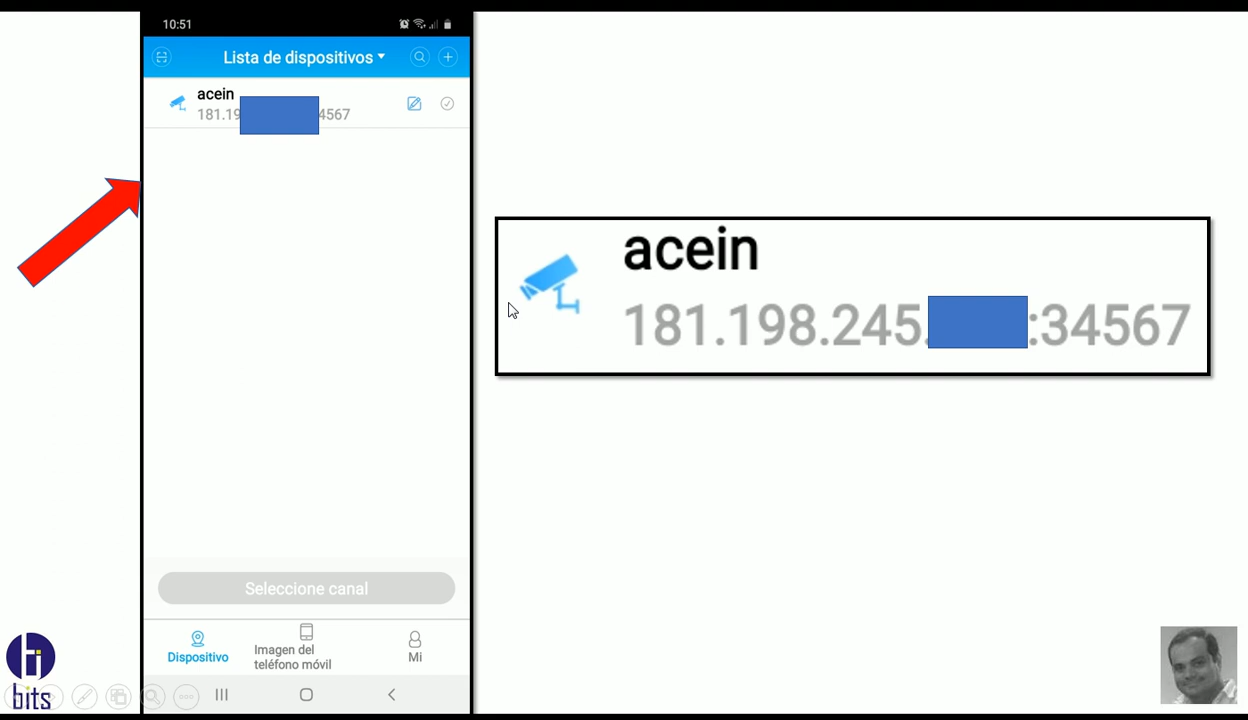 10:51
Lista de dispositivos
acein
181.19 4567
Seleccione canal
Dispositivo
Imagen del
teléfono móvil
Mi
acein
181.198.245. :34567
hi
bits